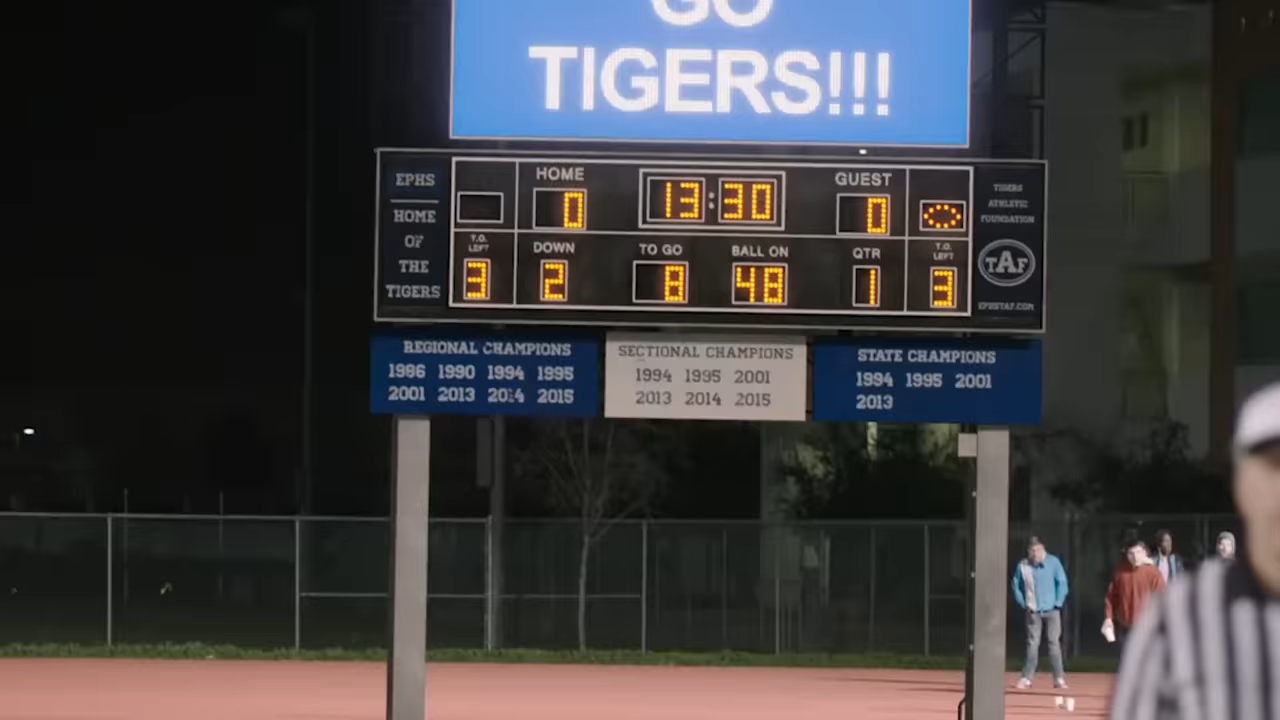 GO
TIGERS!!!
EPHS
HOME
OF
THE
TIGERS
HOME
0
13:30
GUEST
0
T.O.
LEFT
3
DOWN
2
TO GO
8
BALL ON
48
QTR
1
T.O.
LEFT
3
TIGERS
ATHLETIC
FOUNDATION
TAF
EPHSTAF.COM
REGIONAL CHAMPIONS
1986 1990 1994 1995
2001 2013 2014 2015
SECTIONAL CHAMPIONS
1994 1995 2001
2013 2014 2015
STATE CHAMPIONS
1994 1995 2001
2013